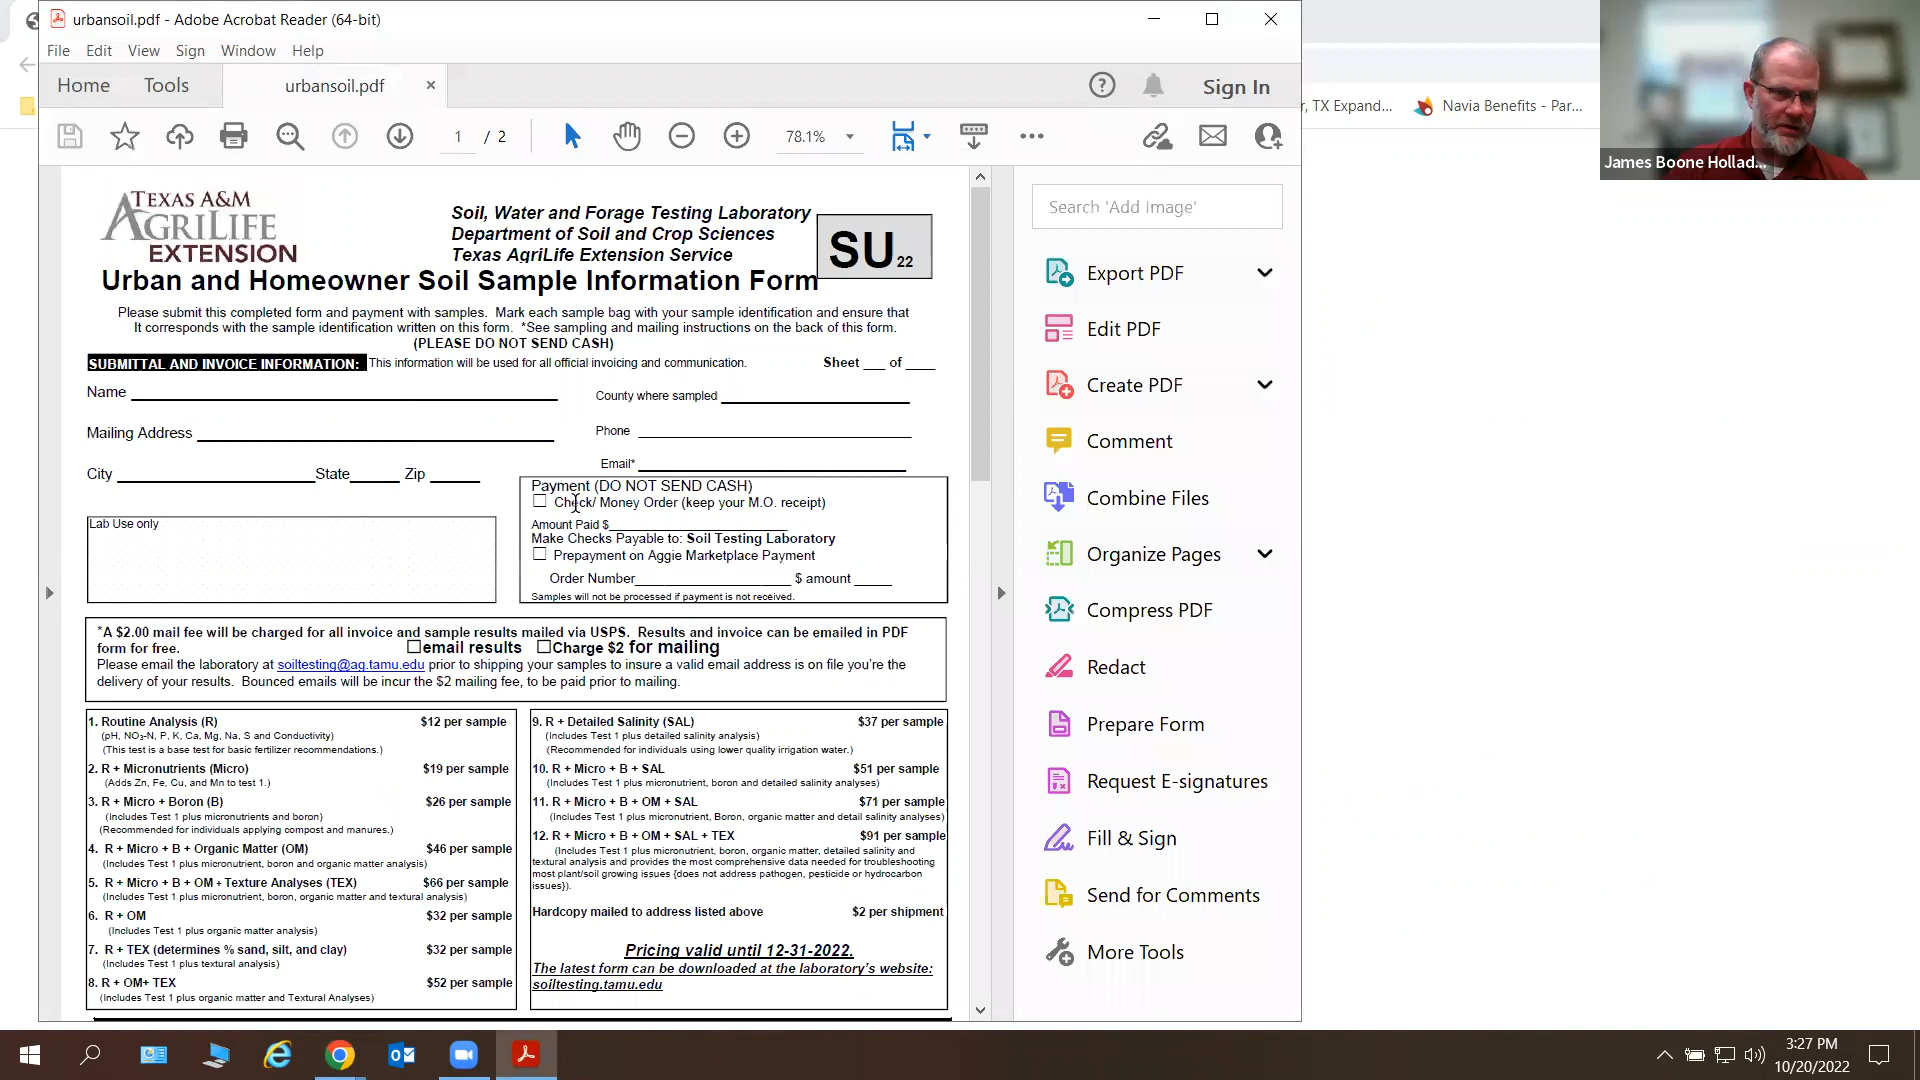 urbansoil.pdf - Adobe Acrobat Reader (64-bit)
File Edit View Sign Window Help
Home Tools urbansoil.pdf × Sign In
r, TX Expand... Navia Benefits - Par...
1 / 2 78.1%
James Boone Hollad...
TEXAS A&M
AGRILIFE
EXTENSION
Soil, Water and Forage Testing Laboratory
Department of Soil and Crop Sciences
Texas AgriLife Extension Service
SU22
Urban and Homeowner Soil Sample Information Form
Please submit this completed form and payment with samples. Mark each sample bag with your sample identification and ensure that
It corresponds with the sample identification written on this form. *See sampling and mailing instructions on the back of this form.
(PLEASE DO NOT SEND CASH)
SUBMITTAL AND INVOICE INFORMATION: This information will be used for all official invoicing and communication. Sheet ___ of ____
Name
County where sampled
Mailing Address
Phone
Email*
City State Zip
Payment (DO NOT SEND CASH)
Check/ Money Order (keep your M.O. receipt)
Lab Use only
Amount Paid $
Make Checks Payable to: Soil Testing Laboratory
Prepayment on Aggie Marketplace Payment
Order Number $ amount
Samples will not be processed if payment is not received.
*A $2.00 mail fee will be charged for all invoice and sample results mailed via USPS. Results and invoice can be emailed in PDF
form for free. ☐email results ☐Charge $2 for mailing
Please email the laboratory at soiltesting@ag.tamu.edu prior to shipping your samples to insure a valid email address is on file you're the
delivery of your results. Bounced emails will be incur the $2 mailing fee, to be paid prior to mailing.
1. Routine Analysis (R) $12 per sample
(pH, NO3-N, P, K, Ca, Mg, Na, S and Conductivity)
(This test is a base test for basic fertilizer recommendations.)
2. R + Micronutrients (Micro) $19 per sample
(Adds Zn, Fe, Cu, and Mn to test 1.)
3. R + Micro + Boron (B) $26 per sample
(Includes Test 1 plus micronutrients and boron)
(Recommended for individuals applying compost and manures.)
4. R + Micro + B + Organic Matter (OM) $46 per sample
(Includes Test 1 plus micronutrient, boron and organic matter analysis)
5. R + Micro + B + OM + Texture Analyses (TEX) $66 per sample
(Includes Test 1 plus micronutrient, boron, organic matter and textural analysis)
6. R + OM $32 per sample
(Includes Test 1 plus organic matter analysis)
7. R + TEX (determines % sand, silt, and clay) $32 per sample
(Includes Test 1 plus textural analysis)
8. R + OM+ TEX $52 per sample
(Includes Test 1 plus organic matter and Textural Analyses)
9. R + Detailed Salinity (SAL) $37 per sample
(Includes Test 1 plus detailed salinity analysis)
(Recommended for individuals using lower quality irrigation water.)
10. R + Micro + B + SAL $51 per sample
(Includes Test 1 plus micronutrient, boron and detailed salinity analyses)
11. R + Micro + B + OM + SAL $71 per sample
(Includes Test 1 plus micronutrient, Boron, organic matter and detail salinity analyses)
12. R + Micro + B + OM + SAL + TEX $91 per sample
(Includes Test 1 plus micronutrient, boron, organic matter, detailed salinity and
textural analysis and provides the most comprehensive data needed for troubleshooting
most plant/soil growing issues {does not address pathogen, pesticide or hydrocarbon
issues}).
Hardcopy mailed to address listed above $2 per shipment
Pricing valid until 12-31-2022.
The latest form can be downloaded at the laboratory's website:
soiltesting.tamu.edu
Search 'Add Image'
Export PDF
Edit PDF
Create PDF
Comment
Combine Files
Organize Pages
Compress PDF
Redact
Prepare Form
Request E-signatures
Fill & Sign
Send for Comments
More Tools
3:27 PM
10/20/2022